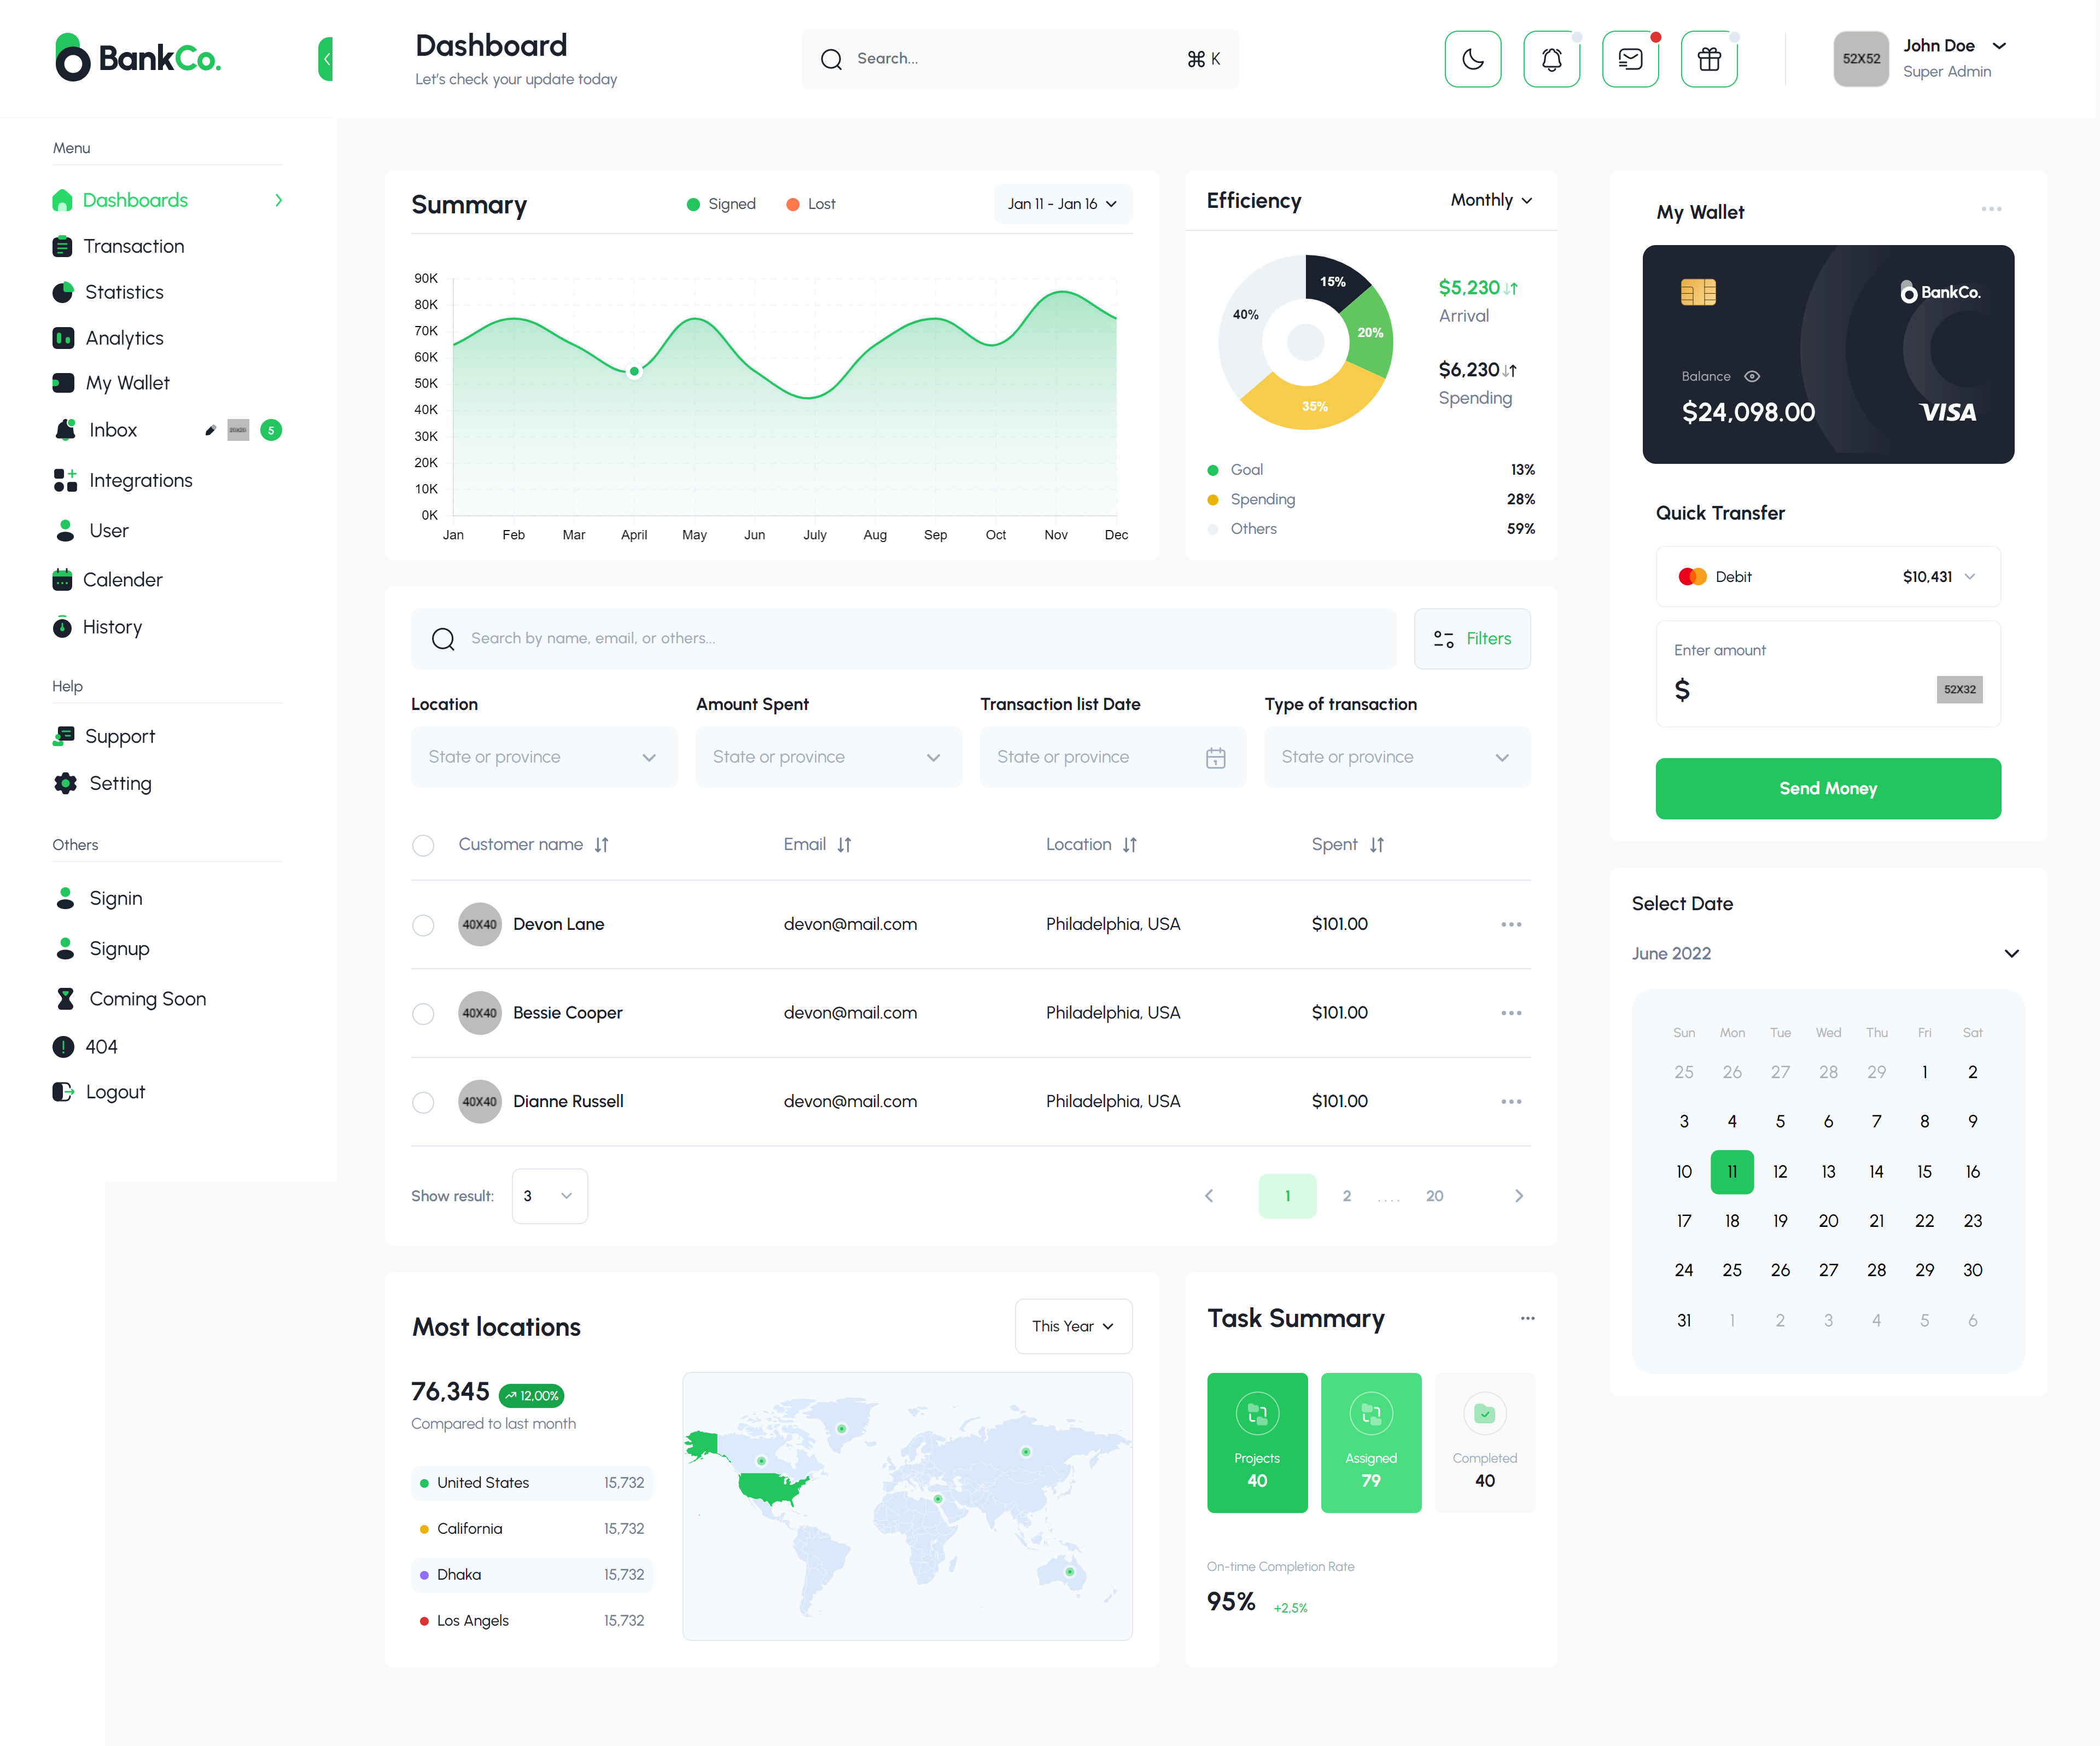 BankCo.
Dashboard
Let's check your update today
Search...
⌘ K
52X52
John Doe
Super Admin
Menu
Dashboards
Transaction
Statistics
Analytics
My Wallet
Inbox
5
Integrations
User
Calender
History
Help
Support
Setting
Others
Signin
Signup
Coming Soon
404
Logout
Summary
Signed
Lost
Jan 11 - Jan 16
90K
80K
70K
60K
50K
40K
30K
20K
10K
0K
Jan Feb Mar April May Jun July Aug Sep Oct Nov Dec
Efficiency
Monthly
15%
20%
35%
40%
$5,230
Arrival
$6,230
Spending
Goal 13%
Spending 28%
Others 59%
Search by name, email, or others...
Filters
Location
State or province
Amount Spent
State or province
Transaction list Date
State or province
1
Type of transaction
State or province
Customer name Email Location Spent
40X40 Devon Lane devon@mail.com Philadelphia, USA $101.00
40X40 Bessie Cooper devon@mail.com Philadelphia, USA $101.00
40X40 Dianne Russell devon@mail.com Philadelphia, USA $101.00
Show result: 3
1 2 .... 20
Most locations
This Year
76,345
12,00%
Compared to last month
United States 15,732
California 15,732
Dhaka 15,732
Los Angels 15,732
Task Summary
Projects
40
Assigned
79
Completed
40
On-time Completion Rate
95% +2,5%
My Wallet
BankCo.
Balance
$24,098.00
VISA
Quick Transfer
Debit $10,431
Enter amount
$
52X32
Send Money
Select Date
June 2022
Sun Mon Tue Wed Thu Fri Sat
25 26 27 28 29 1 2
3 4 5 6 7 8 9
10 11 12 13 14 15 16
17 18 19 20 21 22 23
24 25 26 27 28 29 30
31 1 2 3 4 5 6